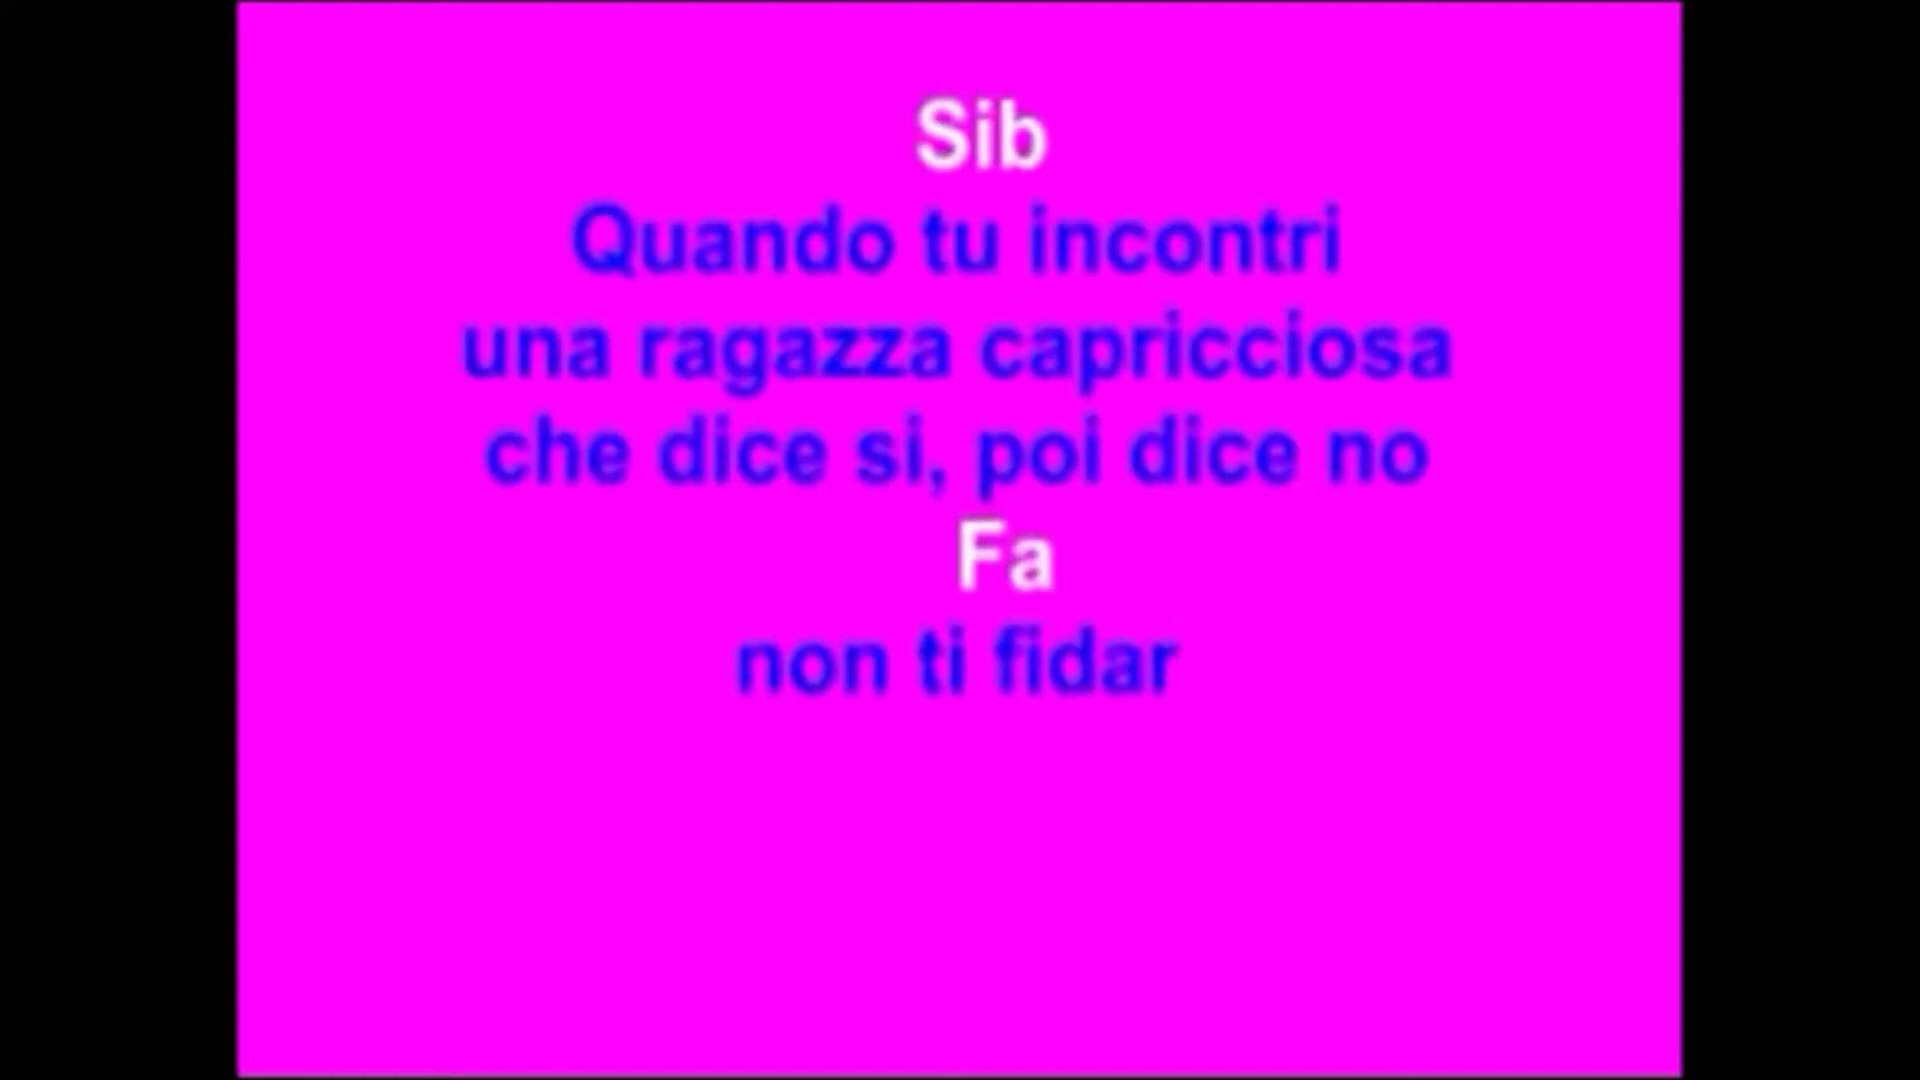 Sib
Quando tu incontri
una ragazza capricciosa
che dice si, poi dice no
Fa
non ti fidar